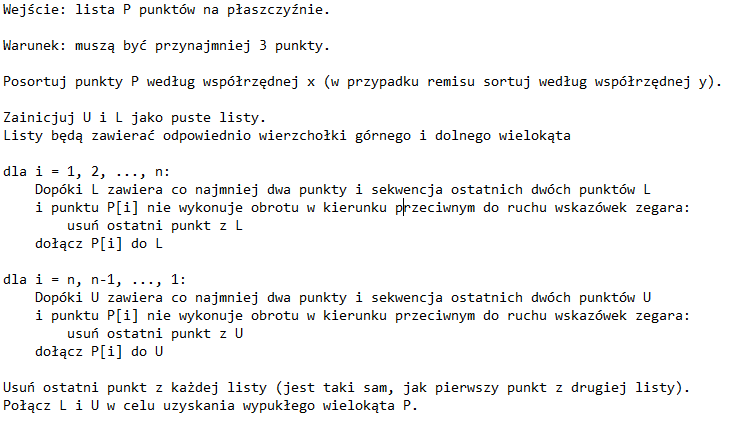 Wejście: lista P punktów na płaszczyźnie.
Warunek: muszą być przynajmniej 3 punkty.
Posortuj punkty P według współrzędnej x (w przypadku remisu sortuj według współrzędnej y).
Zainicjuj U i L jako puste listy.
Listy będą zawierać odpowiednio wierzchołki górnego i dolnego wielokąta
dla i = 1, 2, ..., n:
Dopóki L zawiera co najmniej dwa punkty i sekwencja ostatnich dwóch punktów L
i punktu P[i] nie wykonuje obrotu w kierunku przeciwnym do ruchu wskazówek zegara:
usuń ostatni punkt z L
dołącz P[i] do L
dla i = n, n-1, ..., 1:
Dopóki U zawiera co najmniej dwa punkty i sekwencja ostatnich dwóch punktów U
i punktu P[i] nie wykonuje obrotu w kierunku przeciwnym do ruchu wskazówek zegara:
usuń ostatni punkt z U
dołącz P[i] do U
Usuń ostatni punkt z każdej listy (jest taki sam, jak pierwszy punkt z drugiej listy).
Połącz L i U w celu uzyskania wypukłego wielokąta P.